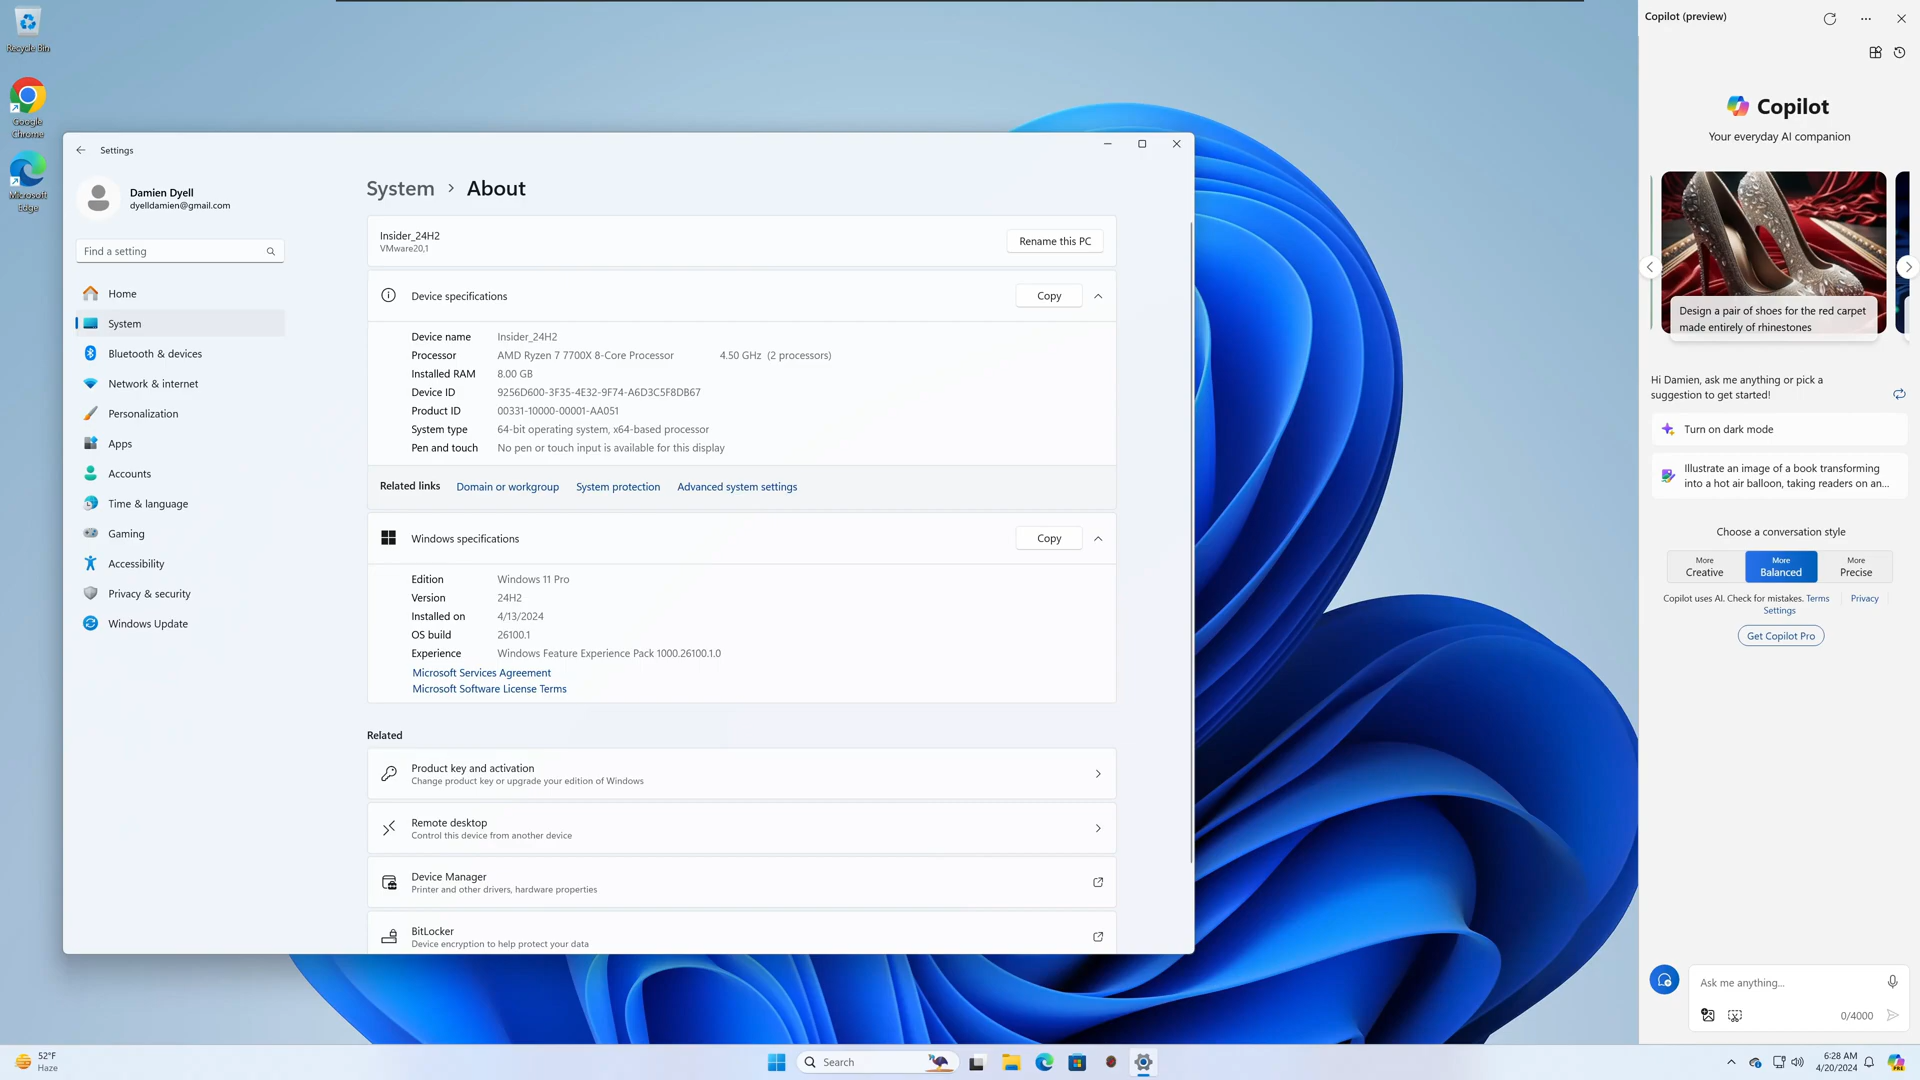 Recycle Bin
Google
Chrome
Microsoft
Edge
Settings
Damien Dyell
dyelldamien@gmail.com
Find a setting
Home
System
Bluetooth & devices
Network & internet
Personalization
Apps
Accounts
Time & language
Gaming
Accessibility
Privacy & security
Windows Update
System > About
Insider_24H2
VMware20,1
Rename this PC
Device specifications
Copy
Device name Insider_24H2
Processor AMD Ryzen 7 7700X 8-Core Processor 4.50 GHz (2 processors)
Installed RAM 8.00 GB
Device ID 9256D600-3F35-4E32-9F74-A6D3C5F8DB67
Product ID 00331-10000-00001-AA051
System type 64-bit operating system, x64-based processor
Pen and touch No pen or touch input is available for this display
Related links Domain or workgroup System protection Advanced system settings
Windows specifications
Copy
Edition Windows 11 Pro
Version 24H2
Installed on 4/13/2024
OS build 26100.1
Experience Windows Feature Experience Pack 1000.26100.1.0
Microsoft Services Agreement
Microsoft Software License Terms
Related
Product key and activation
Change product key or upgrade your edition of Windows
Remote desktop
Control this device from another device
Device Manager
Printer and other drivers, hardware properties
BitLocker
Device encryption to help protect your data
Copilot (preview)
Copilot
Your everyday AI companion
Design a pair of shoes for the red carpet
made entirely of rhinestones
Hi Damien, ask me anything or pick a
suggestion to get started!
Turn on dark mode
Illustrate an image of a book transforming
into a hot air balloon, taking readers on an...
Choose a conversation style
More
Creative
More
Balanced
More
Precise
Copilot uses AI. Check for mistakes. Terms Privacy
Settings
Get Copilot Pro
Ask me anything...
0/4000
52°F
Haze
Search
6:28 AM
4/20/2024
PRE